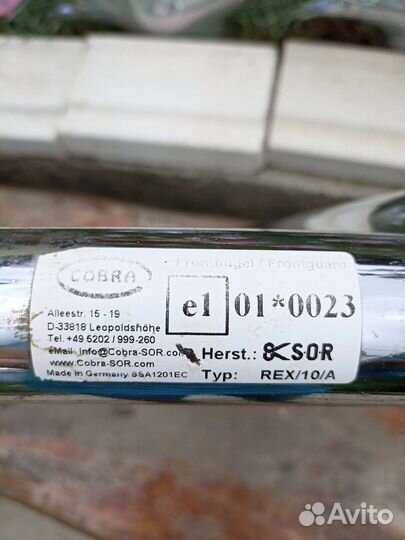 COBRA
Frontbügel / Frontguard
e1 01*0023
Alleestr. 15 - 19
D-33818 Leopoldshöhe
Tel. +49 5202 / 999-260
eMail: Info@Cobra-SOR.com
www.Cobra-SOR.com
Made in Germany SSA1201EC
Herst.: S·O·R
Typ: REX/10/A
Avito